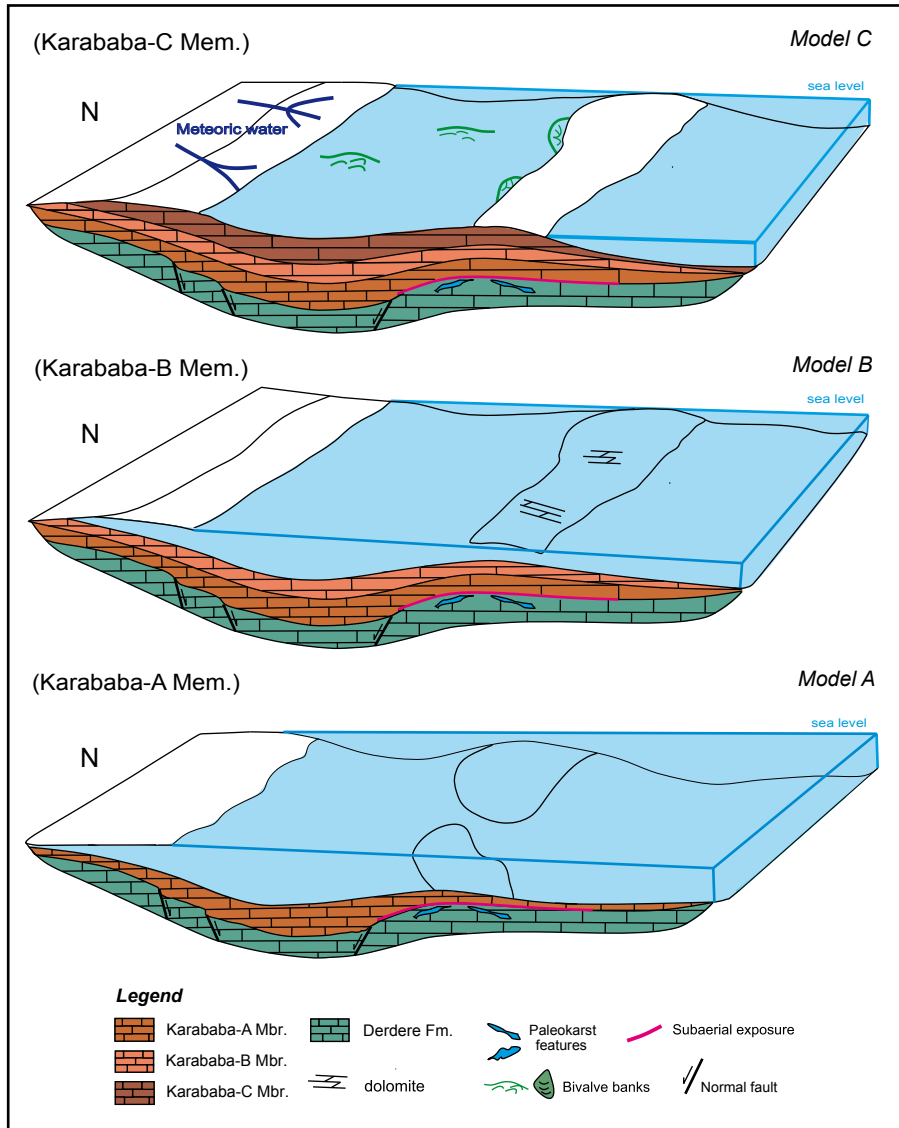 (Karababa-C Mem.)
Model C
sea level
N
Meteoric water
(Karababa-B Mem.)
Model B
sea level
N
(Karababa-A Mem.)
Model A
sea level
N
Legend
Karababa-A Mbr.
Derdere Fm.
Paleokarst
features
Subaerial exposure
Karababa-B Mbr.
dolomite
Bivalve banks
Normal fault
Karababa-C Mbr.